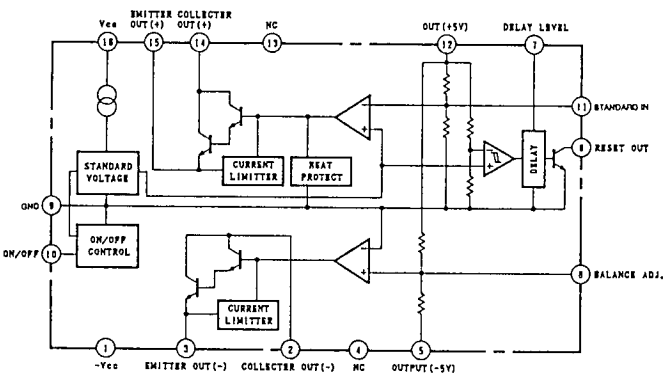 EMITTER COLLECTER
Vcc OUT(+) OUT(+) NC OUT(+5V) DELAY LEVEL
16 15 14 13 12 7
11 STANDARD IN
RESET OUT
DELAY
STANDARD
VOLTAGE
CURRENT
LIMITTER
HEAT
PROTECT
GND 9
ON/OFF
CONTROL
ON/OFF 10
BALANCE ADJ.
CURRENT
LIMITTER
1 3 2 4 5
-Vcc EMITTER OUT(-) COLLECTER OUT(-) NC OUTPUT(-5V)